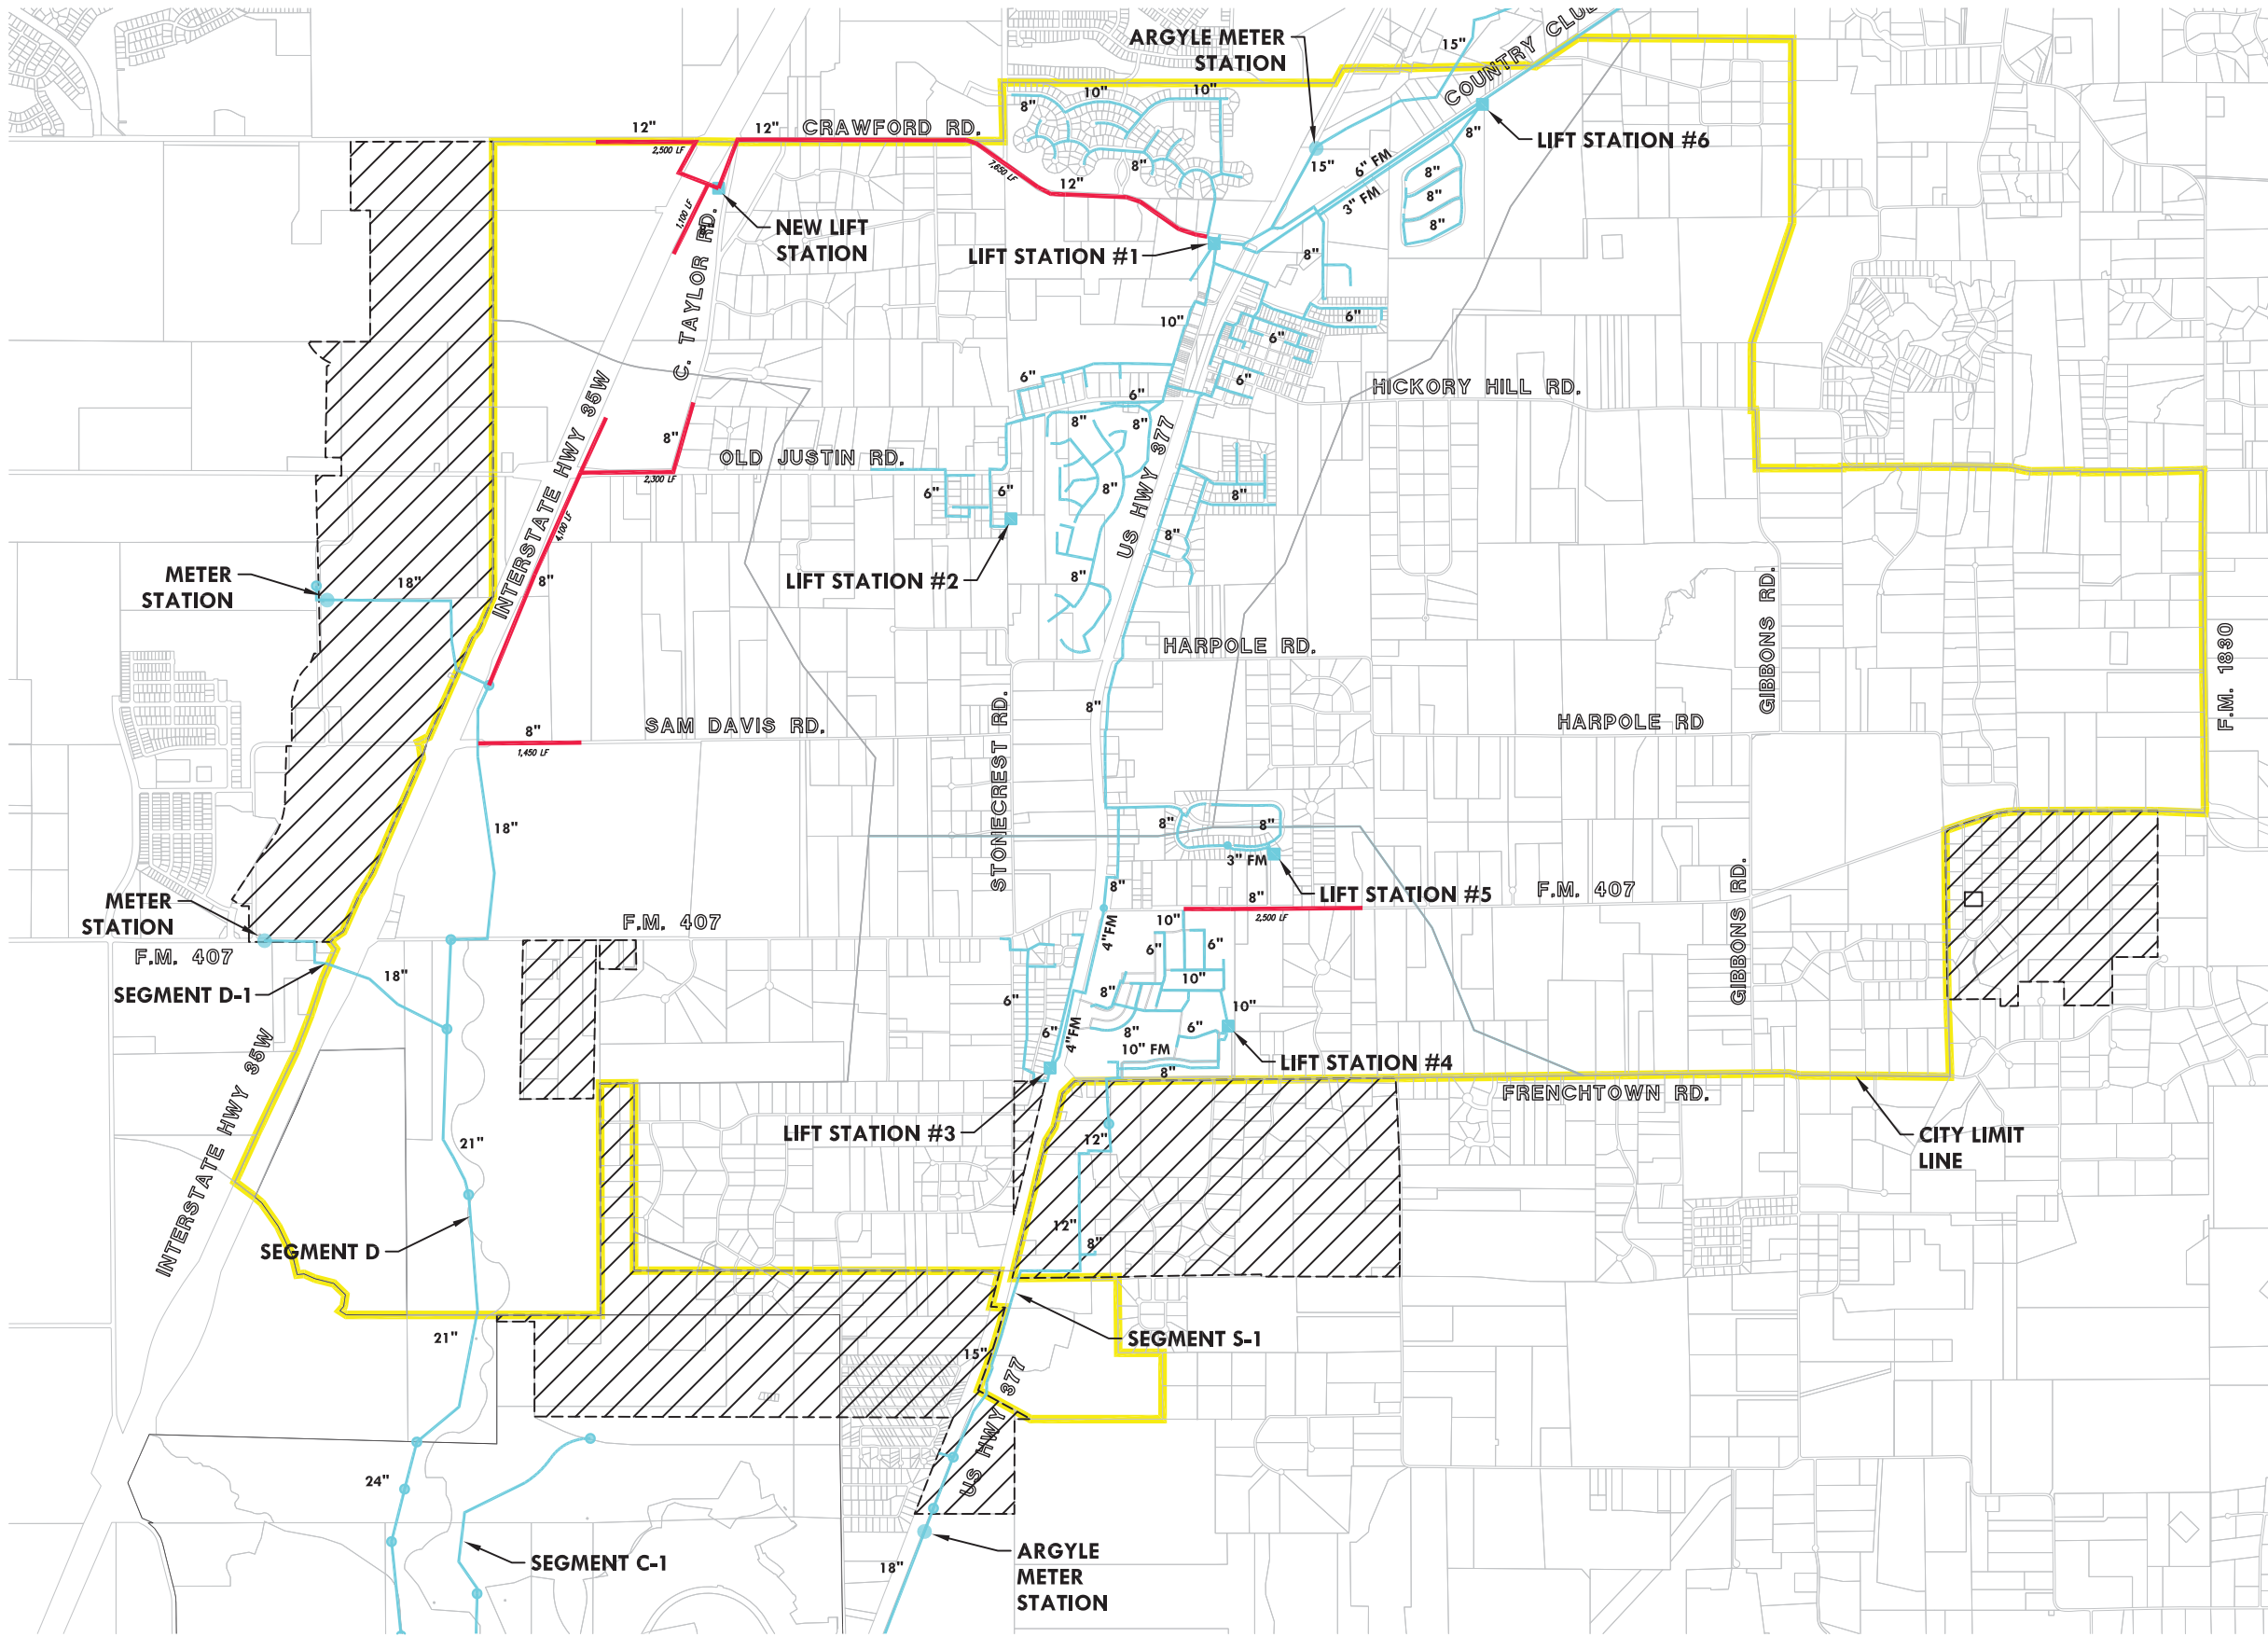 ARGYLE METER
STATION
15"
COUNTRY CLUB
10"
10"
8"
12"
12"
CRAWFORD RD.
2,500 LF
8"
LIFT STATION #6
7,650 LF
8"
15"
6" FM
12"
8"
8"
8"
3" FM
1,100 LF
8"
NEW LIFT
STATION
C. TAYLOR RD.
LIFT STATION #1
8"
10"
6"
6"
6"
6"
6"
HICKORY HILL RD.
INTERSTATE HWY 35W
8"
8"
8"
US HWY 377
OLD JUSTIN RD.
2,300 LF
6"
6"
8"
8"
4,100 LF
8"
METER
STATION
18"
8"
LIFT STATION #2
8"
GIBBONS RD.
HARPOLE RD.
F.M. 1830
STONECREST RD.
8"
SAM DAVIS RD.
8"
1,450 LF
HARPOLE RD
18"
8"
8"
3" FM
GIBBONS RD.
METER
STATION
8"
8"
LIFT STATION #5
F.M. 407
F.M. 407
10"
2,500 LF
4"FM
F.M. 407
6"
6"
18"
SEGMENT D-1
10"
8"
6"
10"
INTERSTATE HWY 35W
6"
4"FM
8"
6"
10" FM
8"
LIFT STATION #4
FRENCHTOWN RD.
LIFT STATION #3
12"
CITY LIMIT
LINE
21"
SEGMENT D
12"
8"
21"
SEGMENT S-1
15"
US HWY 377
24"
SEGMENT C-1
18"
ARGYLE
METER
STATION